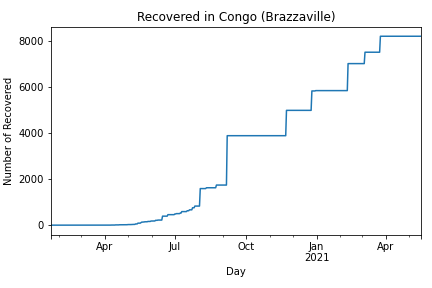 Recovered in Congo (Brazzaville)
Number of Recovered
8000
6000
4000
2000
0
Apr Jul Oct Jan Apr
2021
Day